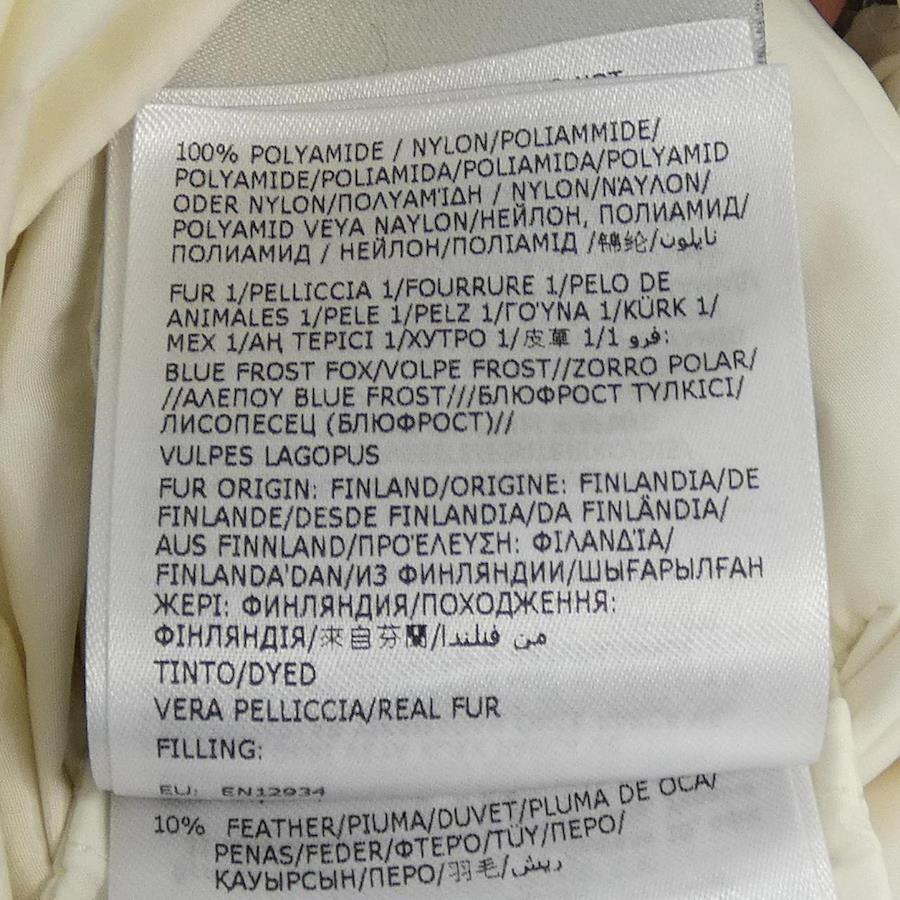 100% POLYAMIDE / NYLON/POLIAMMIDE/
POLYAMIDE/POLIAMIDA/POLIAMIDA/POLYAMID
ODER NYLON/ΠΟΛΥΑΜΊΔΗ / NYLON/ΝΆΥΛΟΝ/
POLYAMID VEYA NAYLON/НЕЙЛОН, ПОЛИАМИД/
ПОЛИАМИД / НЕЙЛОН/ПОЛІАМІД /锦纶/نايلون
FUR 1/PELLICCIA 1/FOURRURE 1/PELO DE
ANIMALES 1/PELE 1/PELZ 1/ΓΟΎΝΑ 1/KÜRK 1/
МЕХ 1/АҢ ТЕРІСІ 1/ХУТРО 1/皮草 1/1 فرو:
BLUE FROST FOX/VOLPE FROST//ZORRO POLAR/
//ΑΛΕΠΟΥ BLUE FROST///БЛЮФРОСТ ТҮЛКІСІ/
ЛИСОПЕСЕЦ (БЛЮФРОСТ)//
VULPES LAGOPUS
FUR ORIGIN: FINLAND/ORIGINE: FINLANDIA/DE
FINLANDE/DESDE FINLANDIA/DA FINLÂNDIA/
AUS FINNLAND/ΠΡΟΈΛΕΥΣΗ: ΦΙΛΑΝΔΊΑ/
FINLANDA'DAN/ИЗ ФИНЛЯНДИИ/ШЫҒАРЫЛҒАН
ЖЕРІ: ФИНЛЯНДИЯ/ПОХОДЖЕННЯ:
ФІНЛЯНДІЯ/來自芬蘭/من فنلندا
TINTO/DYED
VERA PELLICCIA/REAL FUR
FILLING:
EU: EN12934
10% FEATHER/PIUMA/DUVET/PLUMA DE OCA/
PENAS/FEDER/ΦΤΕΡΌ/TÜY/ПЕРО/
ҚАУЫРСЫН/ПЕРО/羽毛/ريش